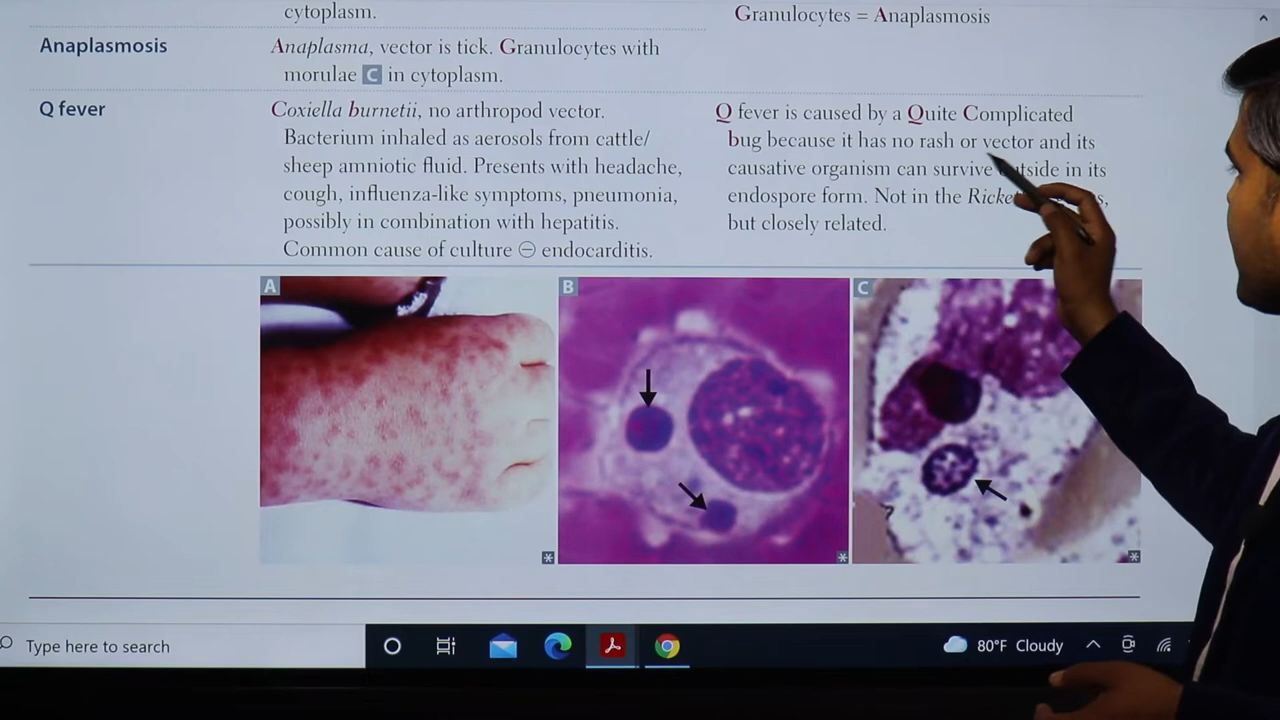 cytoplasm.
Granulocytes = Anaplasmosis
Anaplasmosis
Anaplasma, vector is tick. Granulocytes with
morulae C in cytoplasm.
Q fever
Coxiella burnetii, no arthropod vector.
Bacterium inhaled as aerosols from cattle/
sheep amniotic fluid. Presents with headache,
cough, influenza-like symptoms, pneumonia,
possibly in combination with hepatitis.
Common cause of culture ⊖ endocarditis.
Q fever is caused by a Quite Complicated
bug because it has no rash or vector and its
causative organism can survive in its
endospore form. Not in the
but closely related.
A
B
C
Type here to search
80°F Cloudy